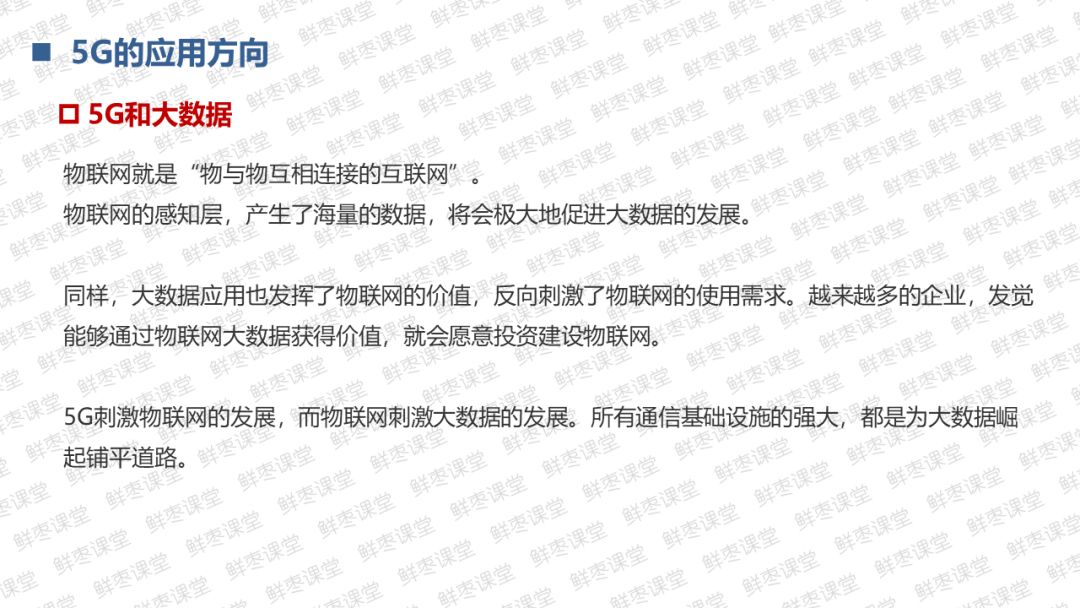 5G的应用方向
5G和大数据
物联网就是“物与物互相连接的互联网”。
物联网的感知层，产生了海量的数据，将会极大地促进大数据的发展。
同样，大数据应用也发挥了物联网的价值，反向刺激了物联网的使用需求。越来越多的企业，发觉
能够通过物联网大数据获得价值，就会愿意投资建设物联网。
5G刺激物联网的发展，而物联网刺激大数据的发展。所有通信基础设施的强大，都是为大数据崛
起铺平道路。
鲜枣课堂